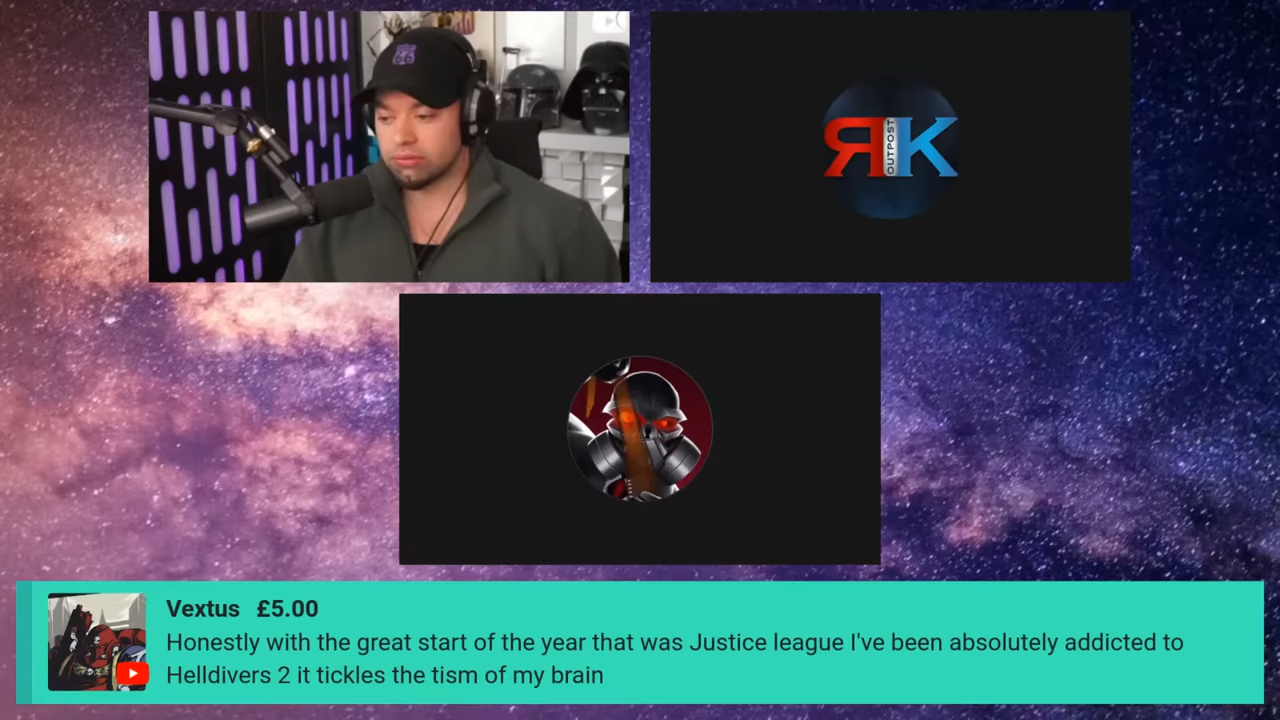 66
ЯK
OUTPOST
Vextus £5.00
Honestly with the great start of the year that was Justice league I've been absolutely addicted to
Helldivers 2 it tickles the tism of my brain